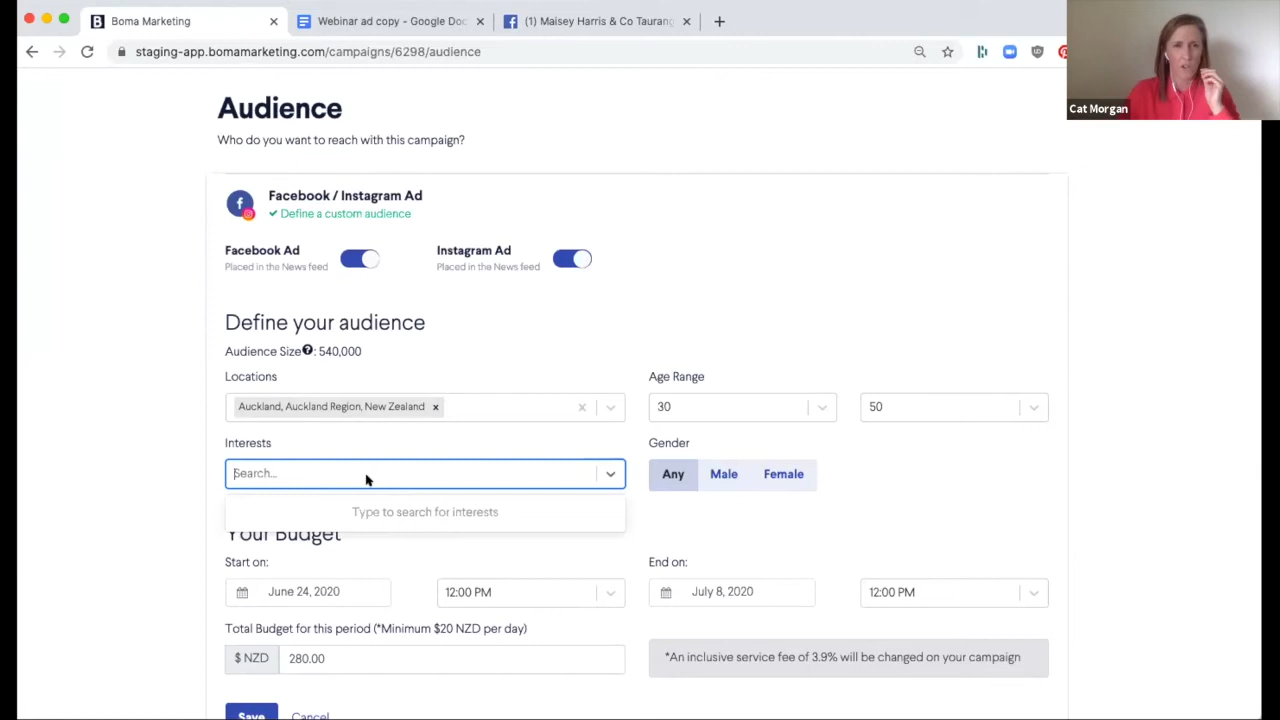 Boma Marketing
Webinar ad copy - Google Doc
(1) Maisey Harris & Co Taurang
staging-app.bomamarketing.com/campaigns/6298/audience
Cat Morgan
Audience
Who do you want to reach with this campaign?
Facebook / Instagram Ad
Define a custom audience
Facebook Ad
Placed in the News feed
Instagram Ad
Placed in the News feed
Define your audience
Audience Size?: 540,000
Locations
Auckland, Auckland Region, New Zealand
Age Range
30
50
Interests
Search...
Type to search for interests
Gender
Any Male Female
Your Budget
Start on:
June 24, 2020
12:00 PM
End on:
July 8, 2020
12:00 PM
Total Budget for this period (*Minimum $20 NZD per day)
$ NZD
280.00
*An inclusive service fee of 3.9% will be changed on your campaign
Save
Cancel